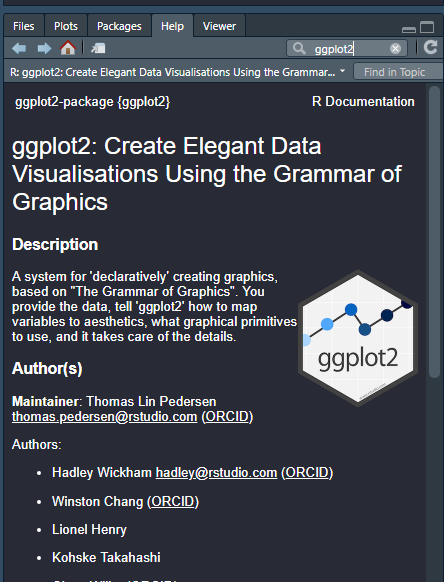 Files Plots Packages Help Viewer
ggplot2
R: ggplot2: Create Elegant Data Visualisations Using the Grammar... Find in Topic
ggplot2-package {ggplot2} R Documentation
ggplot2: Create Elegant Data
Visualisations Using the Grammar of
Graphics
Description
A system for 'declaratively' creating graphics,
based on "The Grammar of Graphics". You
provide the data, tell 'ggplot2' how to map
variables to aesthetics, what graphical primitives
to use, and it takes care of the details.
ggplot2
Author(s)
Maintainer: Thomas Lin Pedersen
thomas.pedersen@rstudio.com (ORCID)
Authors:
• Hadley Wickham hadley@rstudio.com (ORCID)
• Winston Chang (ORCID)
• Lionel Henry
• Kohske Takahashi